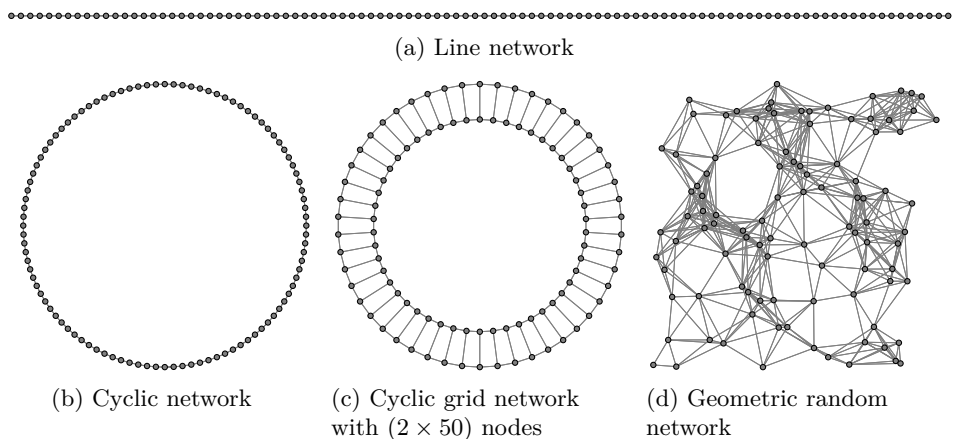 (a) Line network
(b) Cyclic network
(c) Cyclic grid network
with (2 × 50) nodes
(d) Geometric random
network